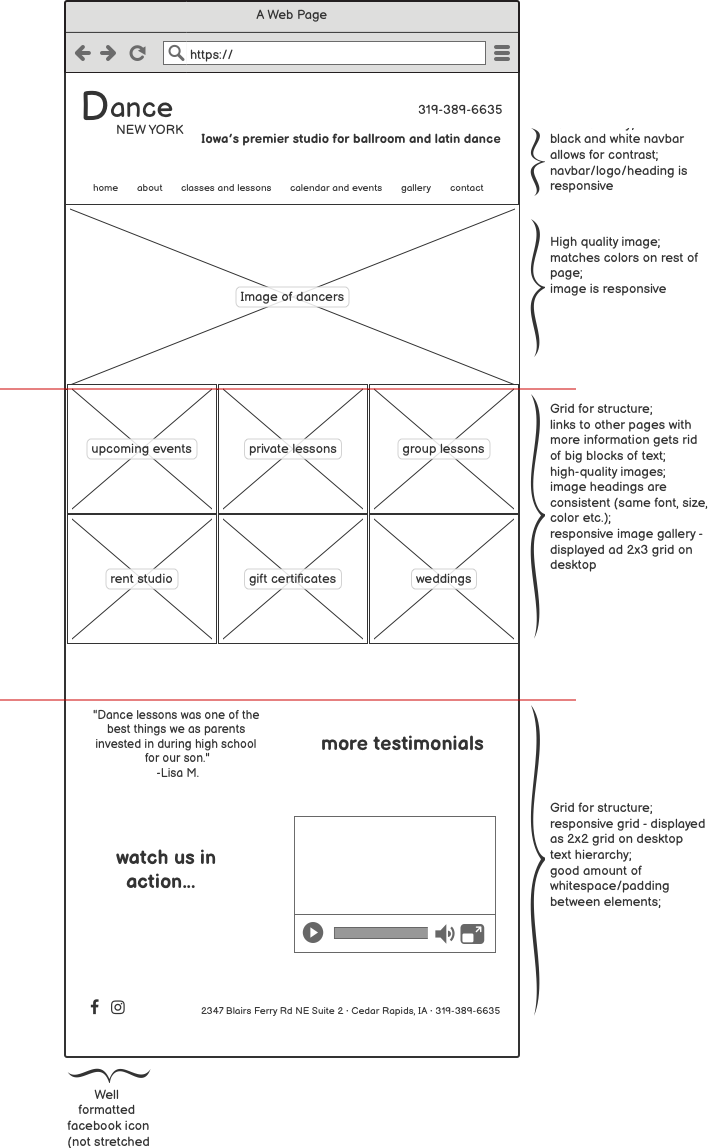 A Web Page
https://
Dance
NEW YORK
319-389-6635
Iowa's premier studio for ballroom and latin dance
home about classes and lessons calendar and events gallery contact
black and white navbar
allows for contrast;
navbar/logo/heading is
responsive
High quality image;
matches colors on rest of
page;
image is responsive
Image of dancers
upcoming events private lessons group lessons
rent studio gift certificates weddings
Grid for structure;
links to other pages with
more information gets rid
of big blocks of text;
high-quality images;
image headings are
consistent (same font, size,
color etc.);
responsive image gallery -
displayed ad 2x3 grid on
desktop
"Dance lessons was one of the
best things we as parents
invested in during high school
for our son."
-Lisa M.
more testimonials
watch us in
action...
Grid for structure;
responsive grid - displayed
as 2x2 grid on desktop
text hierarchy;
good amount of
whitespace/padding
between elements;
2347 Blairs Ferry Rd NE Suite 2 · Cedar Rapids, IA · 319-389-6635
Well
formatted
facebook icon
(not stretched